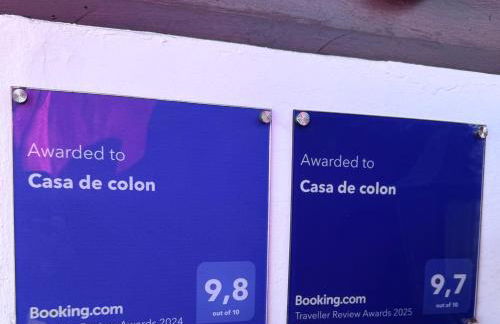 Awarded to
Casa de colon
9,8
out of 10
Booking.com
Awards 2024
Awarded to
Casa de colon
9,7
out of 10
Booking.com
Traveller Review Awards 2025